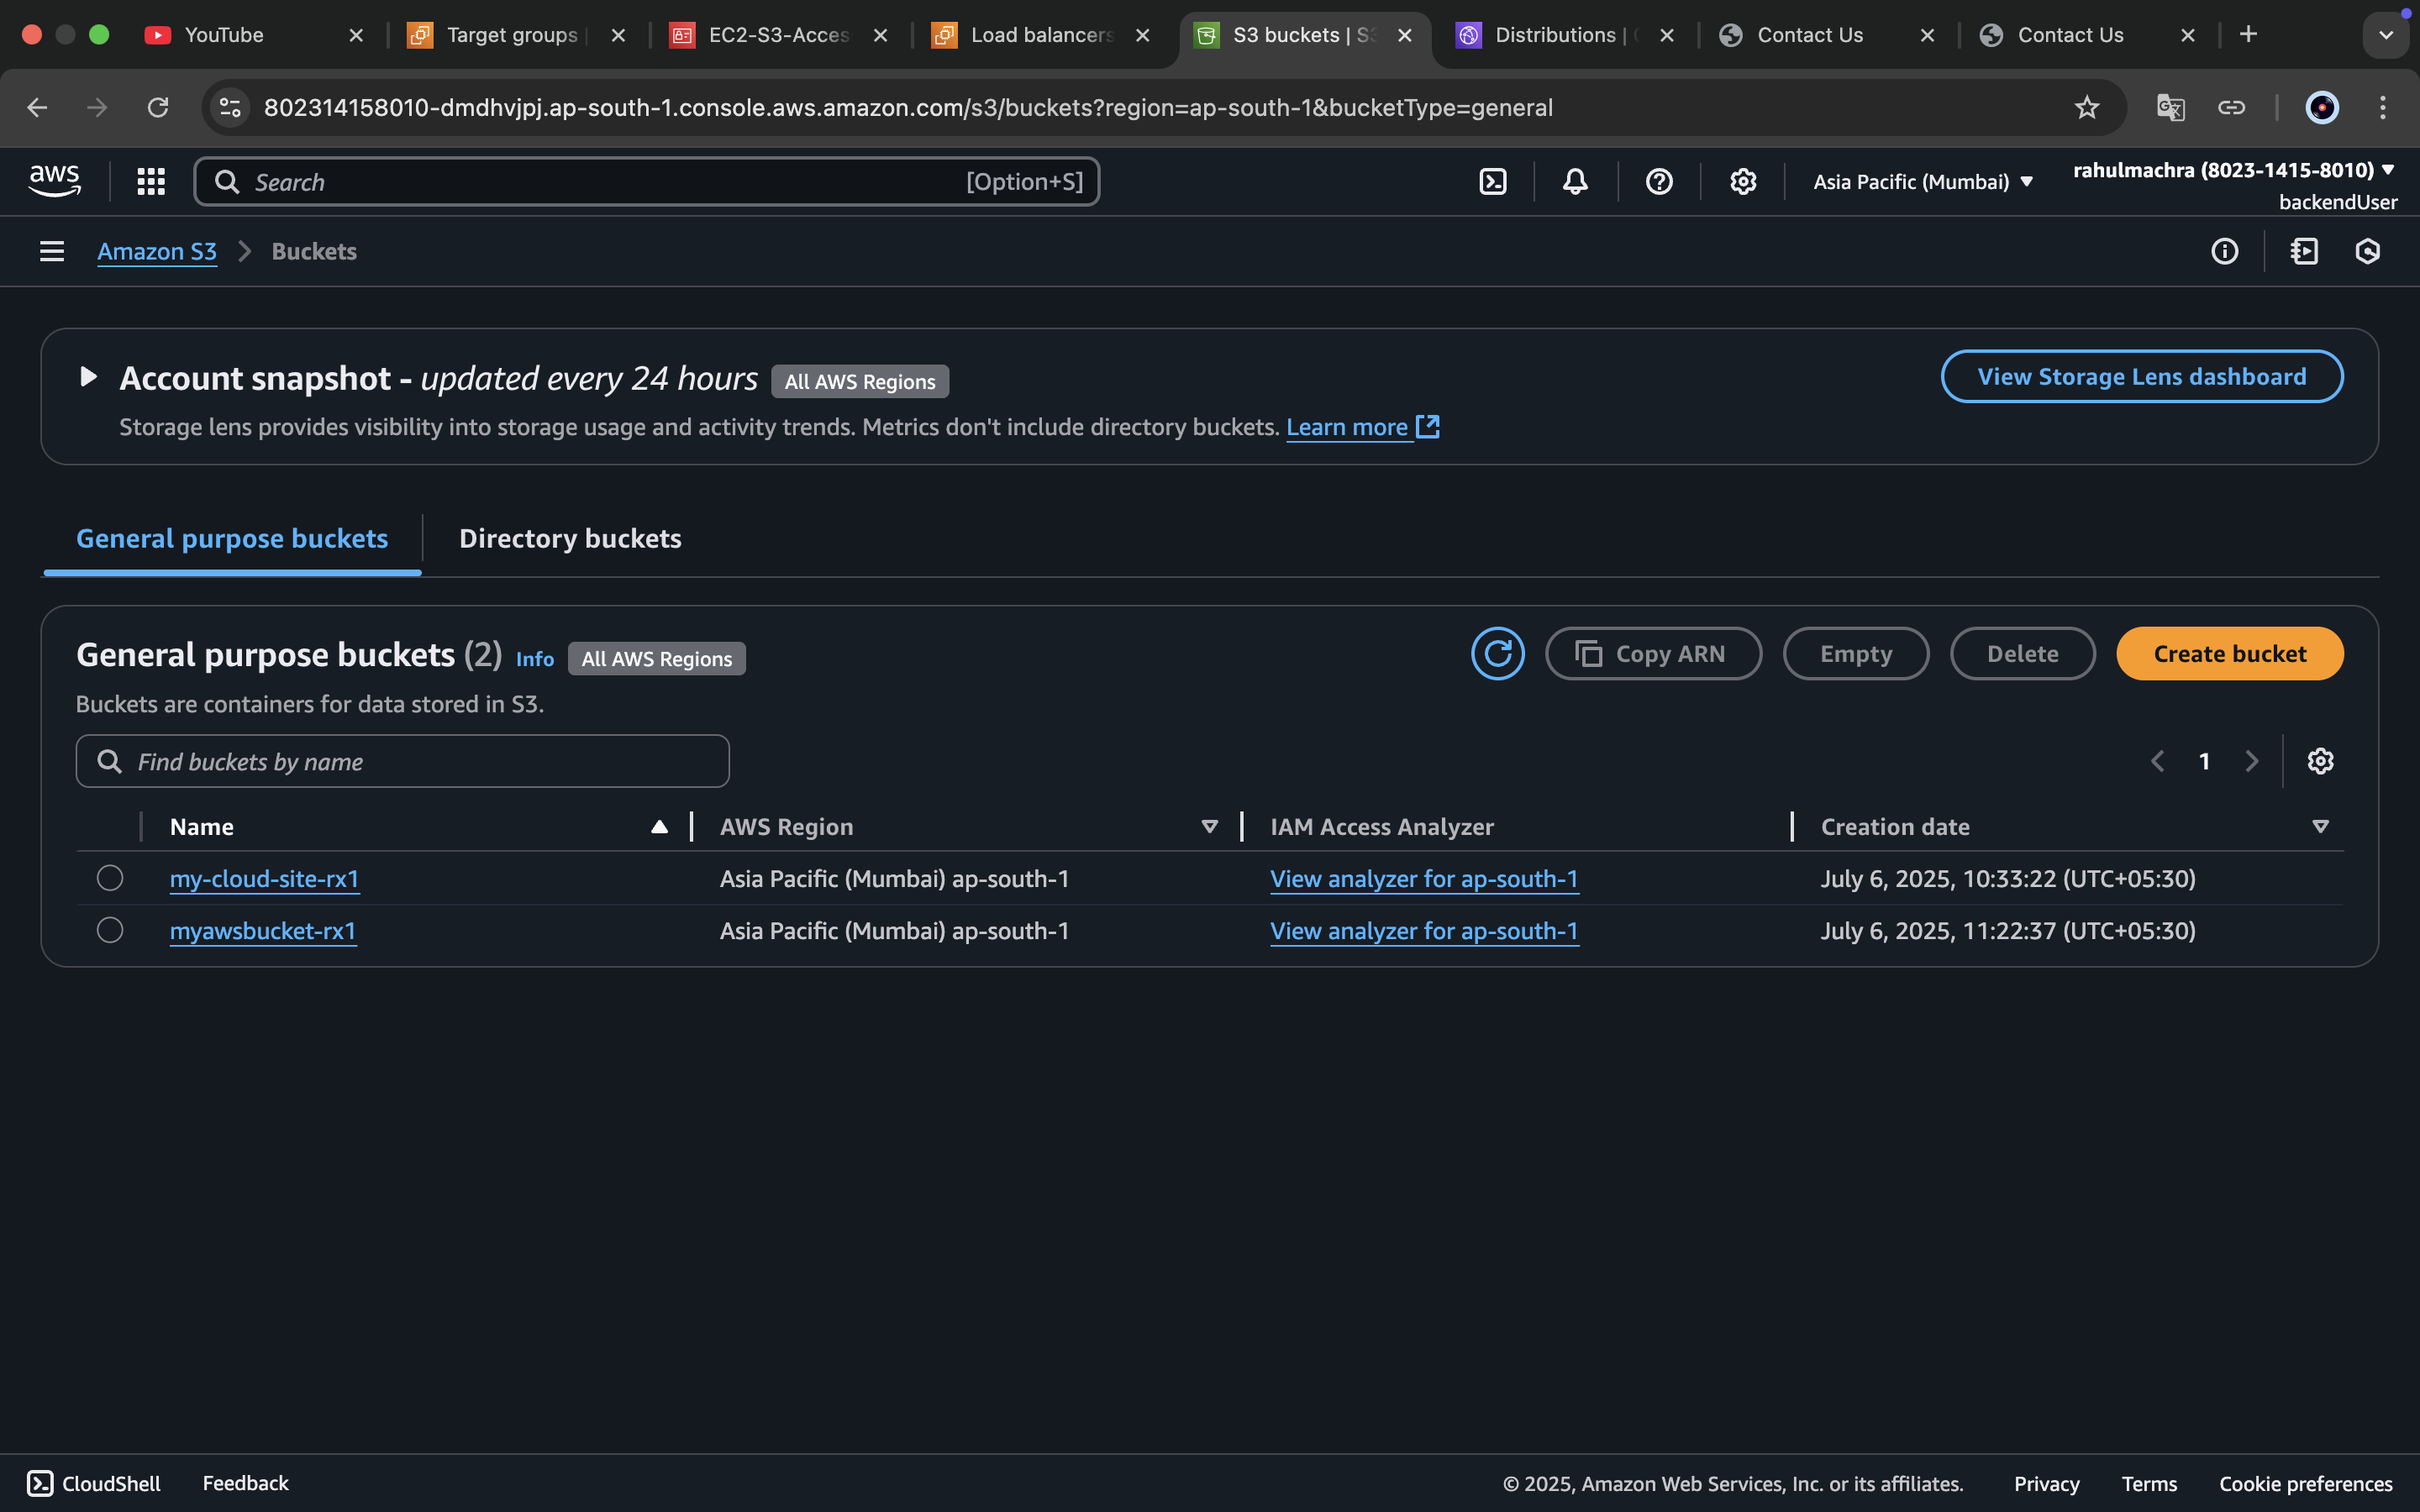 YouTube
Target groups
EC2-S3-Acces
Load balancers
S3 buckets | S3
Distributions |
Contact Us
Contact Us
802314158010-dmdhvjpj.ap-south-1.console.aws.amazon.com/s3/buckets?region=ap-south-1&bucketType=general
aws
Search
[Option+S]
Asia Pacific (Mumbai)
rahulmachra (8023-1415-8010)
backendUser
Amazon S3
Buckets
Account snapshot - updated every 24 hours All AWS Regions
View Storage Lens dashboard
Storage lens provides visibility into storage usage and activity trends. Metrics don't include directory buckets. Learn more
General purpose buckets
Directory buckets
General purpose buckets (2) Info All AWS Regions
Copy ARN
Empty
Delete
Create bucket
Buckets are containers for data stored in S3.
Find buckets by name
1
Name AWS Region IAM Access Analyzer Creation date
my-cloud-site-rx1 Asia Pacific (Mumbai) ap-south-1 View analyzer for ap-south-1 July 6, 2025, 10:33:22 (UTC+05:30)
myawsbucket-rx1 Asia Pacific (Mumbai) ap-south-1 View analyzer for ap-south-1 July 6, 2025, 11:22:37 (UTC+05:30)
CloudShell
Feedback
© 2025, Amazon Web Services, Inc. or its affiliates.
Privacy
Terms
Cookie preferences